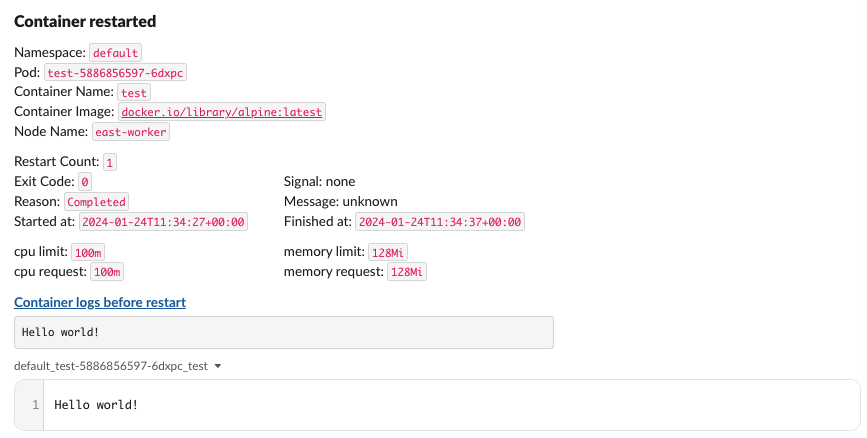 Container restarted
Namespace: default
Pod: test-5886856597-6dxpc
Container Name: test
Container Image: docker.io/library/alpine:latest
Node Name: east-worker
Restart Count: 1
Exit Code: 0 Signal: none
Reason: Completed Message: unknown
Started at: 2024-01-24T11:34:27+00:00 Finished at: 2024-01-24T11:34:37+00:00
cpu limit: 100m memory limit: 128Mi
cpu request: 100m memory request: 128Mi
Container logs before restart
Hello world!
default_test-5886856597-6dxpc_test
1 Hello world!